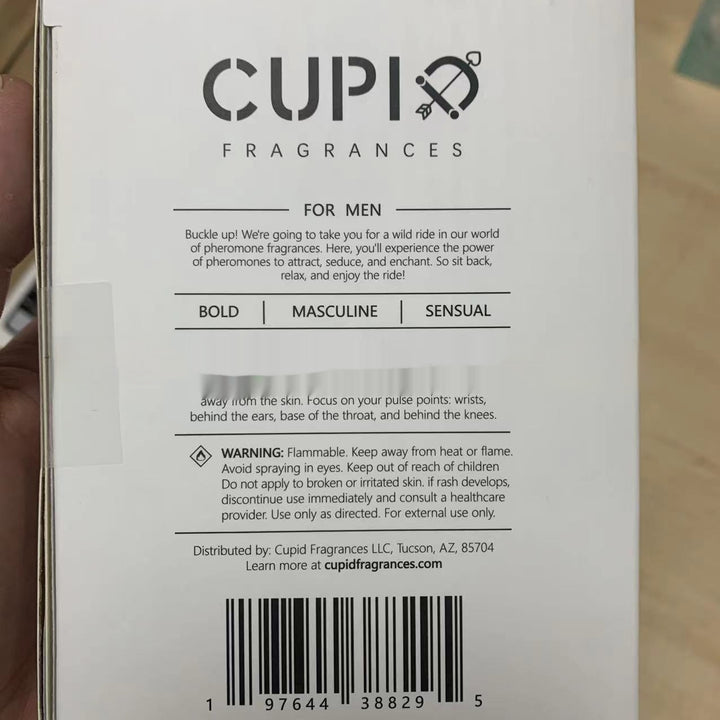 CUPID
FRAGRANCES
FOR MEN
Buckle up! We're going to take you for a wild ride in our world
of pheromone fragrances. Here, you'll experience the power
of pheromones to attract, seduce, and enchant. So sit back,
relax, and enjoy the ride!
BOLD | MASCULINE | SENSUAL
away from the skin. Focus on your pulse points: wrists,
behind the ears, base of the throat, and behind the knees.
WARNING: Flammable. Keep away from heat or flame.
Avoid spraying in eyes. Keep out of reach of children
Do not apply to broken or irritated skin. if rash develops,
discontinue use immediately and consult a healthcare
provider. Use only as directed. For external use only.
Distributed by: Cupid Fragrances LLC, Tucson, AZ, 85704
Learn more at cupidfragrances.com
1 97644 38829 5